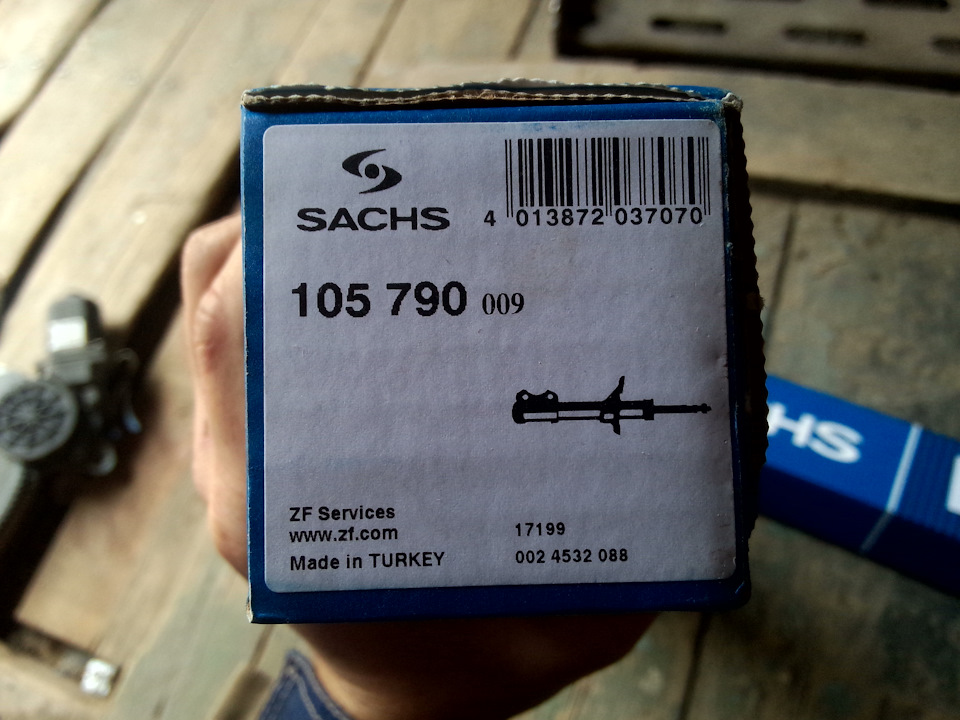 SACHS
4 013872 037070
105 790 009
ZF Services
www.zf.com
Made in TURKEY
17199
002 4532 088
HS